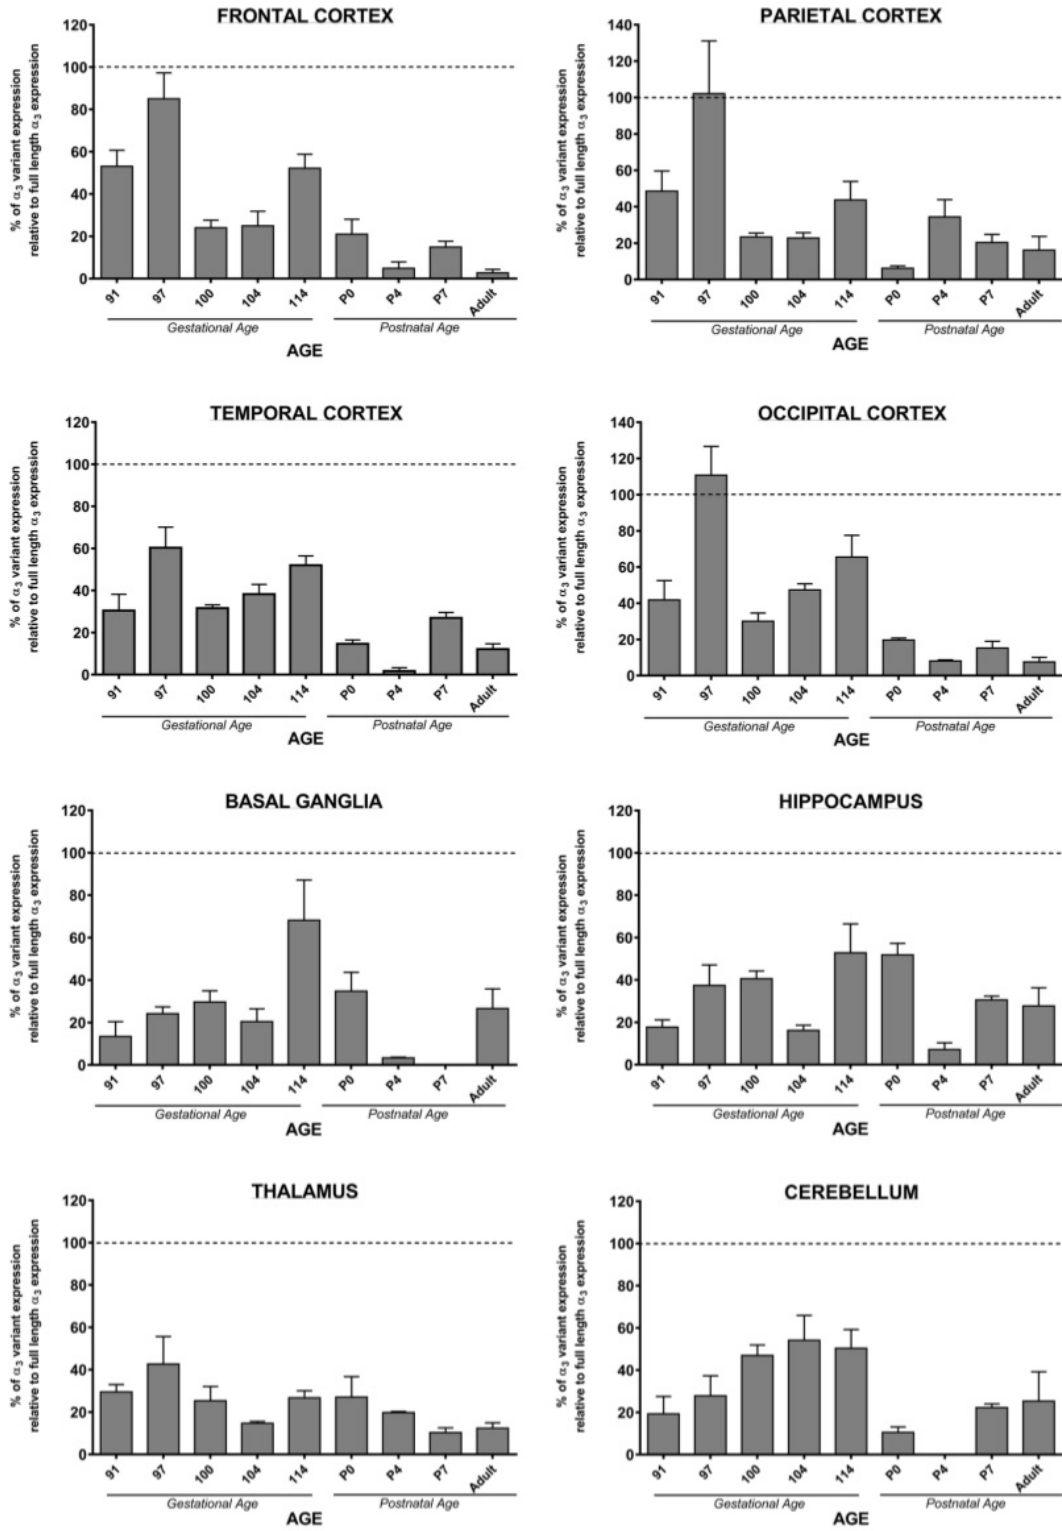 FRONTAL CORTEX
% of α3 variant expression
relative to full length α3 expression
120
100
80
60
40
20
0
91 97 100 104 114 P0 P4 P7 Adult
Gestational Age Postnatal Age
AGE
PARIETAL CORTEX
% of α3 variant expression
relative to full length α3 expression
140
120
100
80
60
40
20
0
91 97 100 104 114 P0 P4 P7 Adult
Gestational Age Postnatal Age
AGE
TEMPORAL CORTEX
% of α3 variant expression
relative to full length α3 expression
120
100
80
60
40
20
0
91 97 100 104 114 P0 P4 P7 Adult
Gestational Age Postnatal Age
AGE
OCCIPITAL CORTEX
% of α3 variant expression
relative to full length α3 expression
140
120
100
80
60
40
20
0
91 97 100 104 114 P0 P4 P7 Adult
Gestational Age Postnatal Age
AGE
BASAL GANGLIA
% of α3 variant expression
relative to full length α3 expression
120
100
80
60
40
20
0
91 97 100 104 114 P0 P4 P7 Adult
Gestational Age Postnatal Age
AGE
HIPPOCAMPUS
% of α3 variant expression
relative to full length α3 expression
120
100
80
60
40
20
0
91 97 100 104 114 P0 P4 P7 Adult
Gestational Age Postnatal Age
AGE
THALAMUS
% of α3 variant expression
relative to full length α3 expression
120
100
80
60
40
20
0
91 97 100 104 114 P0 P4 P7 Adult
Gestational Age Postnatal Age
AGE
CEREBELLUM
% of α3 variant expression
relative to full length α3 expression
120
100
80
60
40
20
0
91 97 100 104 114 P0 P4 P7 Adult
Gestational Age Postnatal Age
AGE